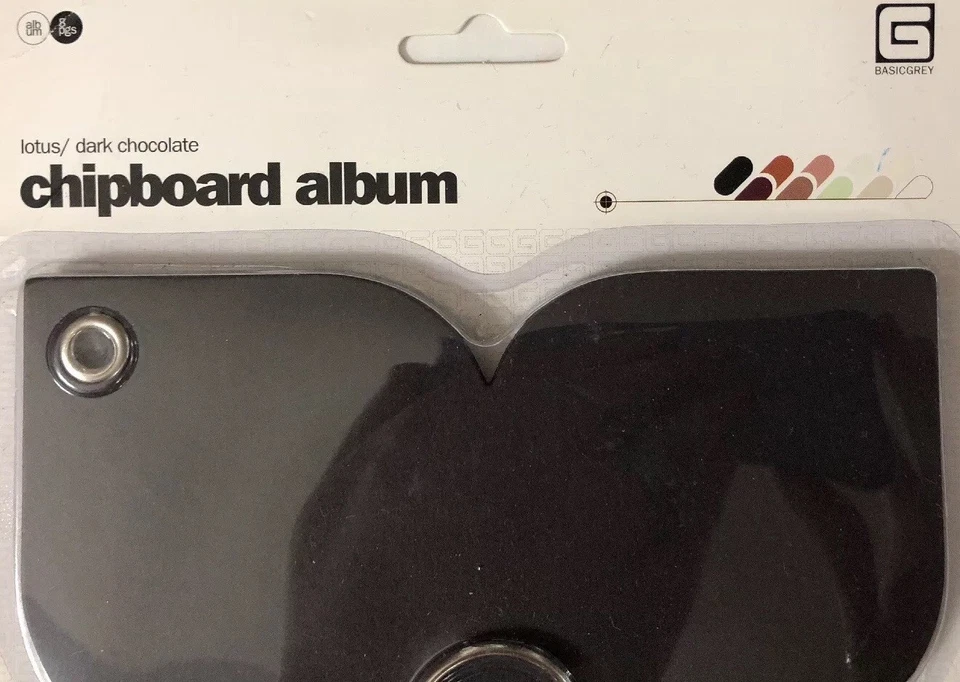 alb
um
8
pgs
BASICGREY
lotus/ dark chocolate
chipboard album